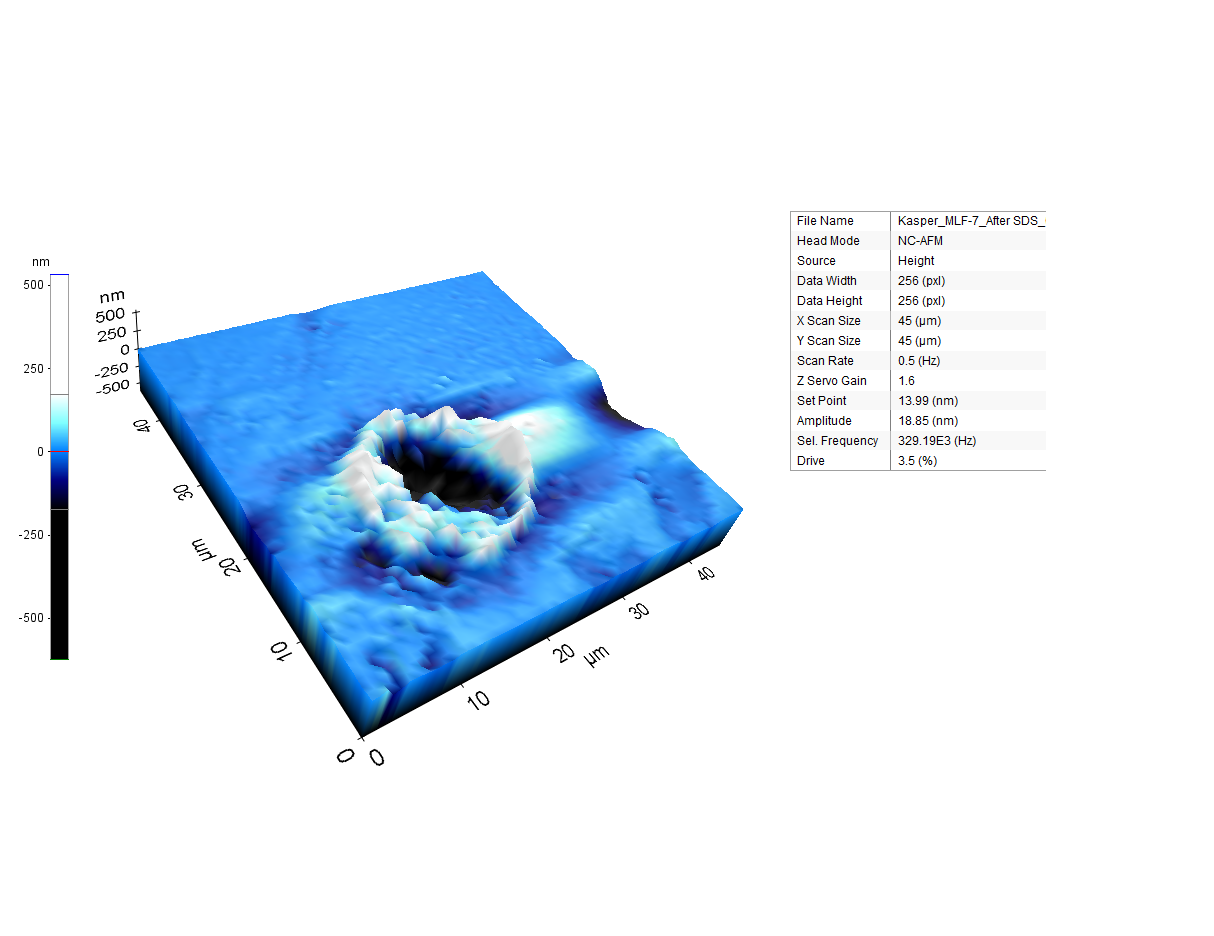 nm
500
250
0
-250
-500
nm
500
250
0
-250
-500
40
30
20
µm
10
0
0
10
20
µm
30
40
File Name Kasper_MLF-7_After SDS_
Head Mode NC-AFM
Source Height
Data Width 256 (pxl)
Data Height 256 (pxl)
X Scan Size 45 (µm)
Y Scan Size 45 (µm)
Scan Rate 0.5 (Hz)
Z Servo Gain 1.6
Set Point 13.99 (nm)
Amplitude 18.85 (nm)
Sel. Frequency 329.19E3 (Hz)
Drive 3.5 (%)